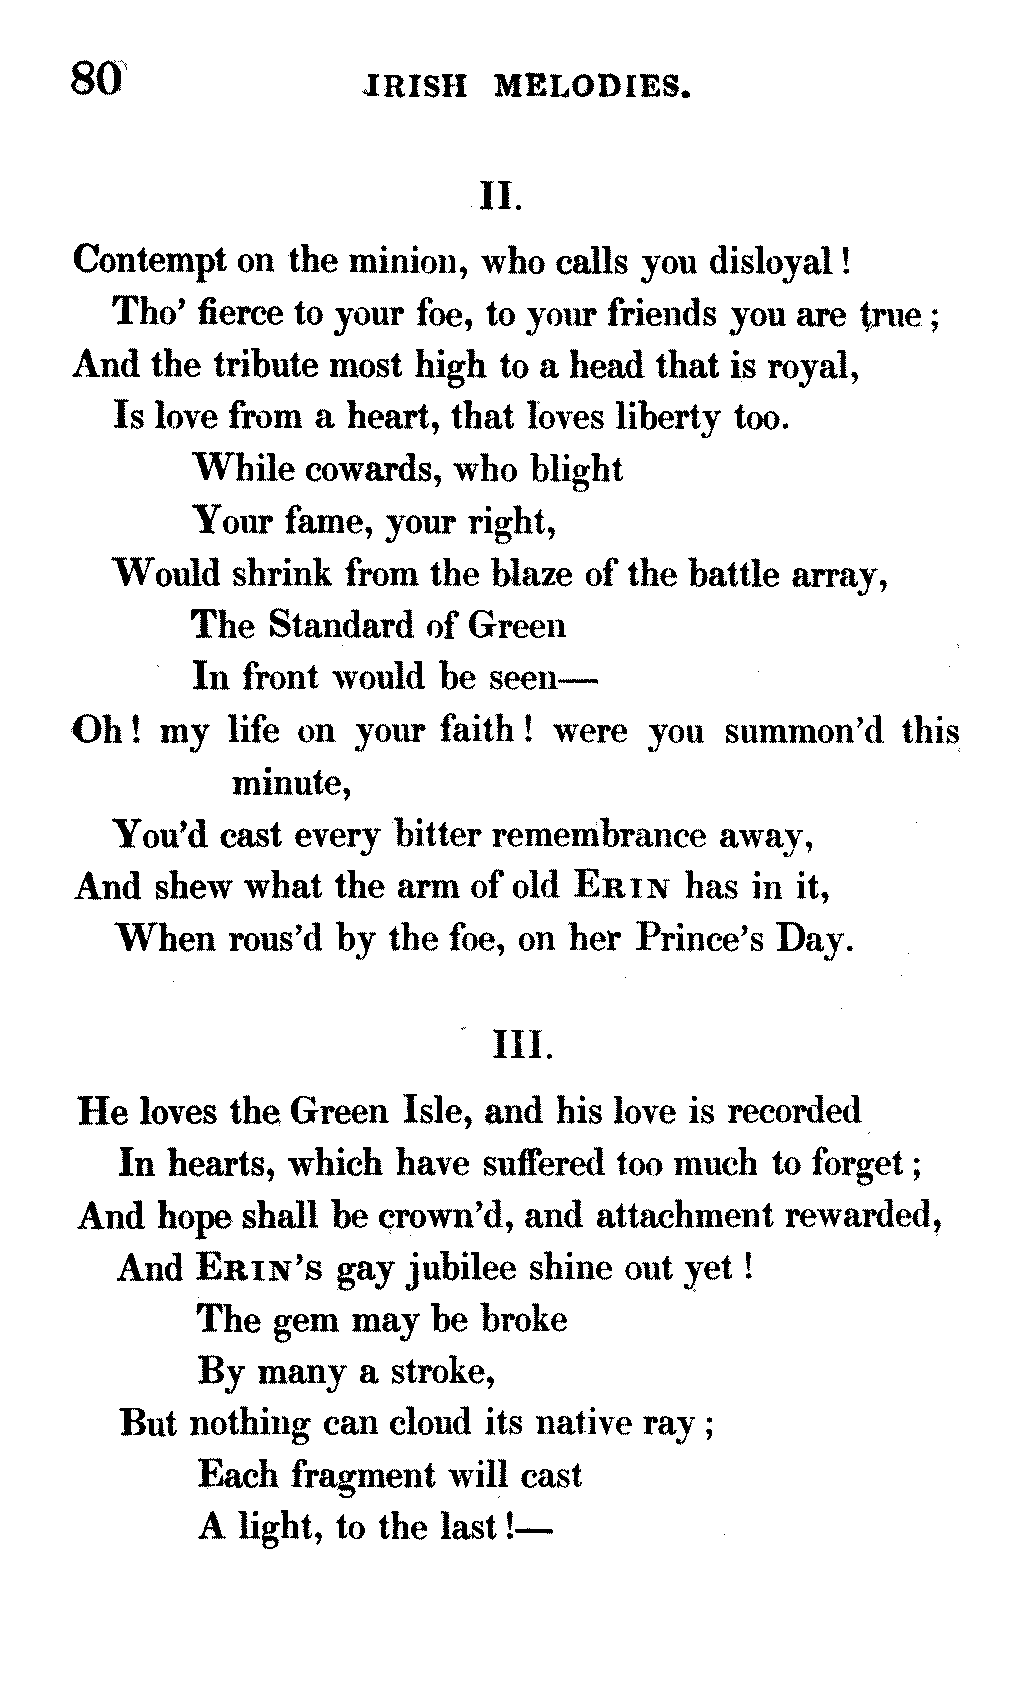 80
IRISH MELODIES.
II.
Contempt on the minion, who calls you disloyal!
Tho' fierce to your foe, to your friends you are true;
And the tribute most high to a head that is royal,
Is love from a heart, that loves liberty too.
While cowards, who blight
Your fame, your right,
Would shrink from the blaze of the battle array,
The Standard of Green
In front would be seen—
Oh! my life on your faith! were you summon'd this
minute,
You'd cast every bitter remembrance away,
And shew what the arm of old ERIN has in it,
When rous'd by the foe, on her Prince's Day.
III.
He loves the Green Isle, and his love is recorded
In hearts, which have suffered too much to forget;
And hope shall be crown'd, and attachment rewarded,
And ERIN's gay jubilee shine out yet!
The gem may be broke
By many a stroke,
But nothing can cloud its native ray;
Each fragment will cast
A light, to the last!—